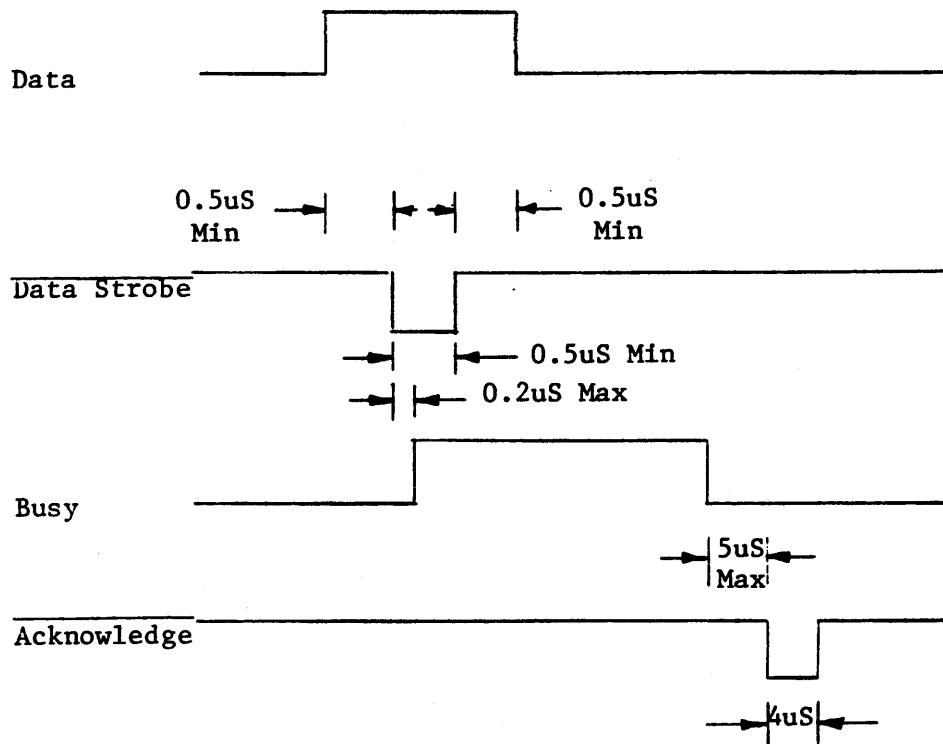 Data
0.5uS
Min
0.5uS
Min
Data Strobe
0.5uS Min
0.2uS Max
Busy
5uS
Max
Acknowledge
4uS